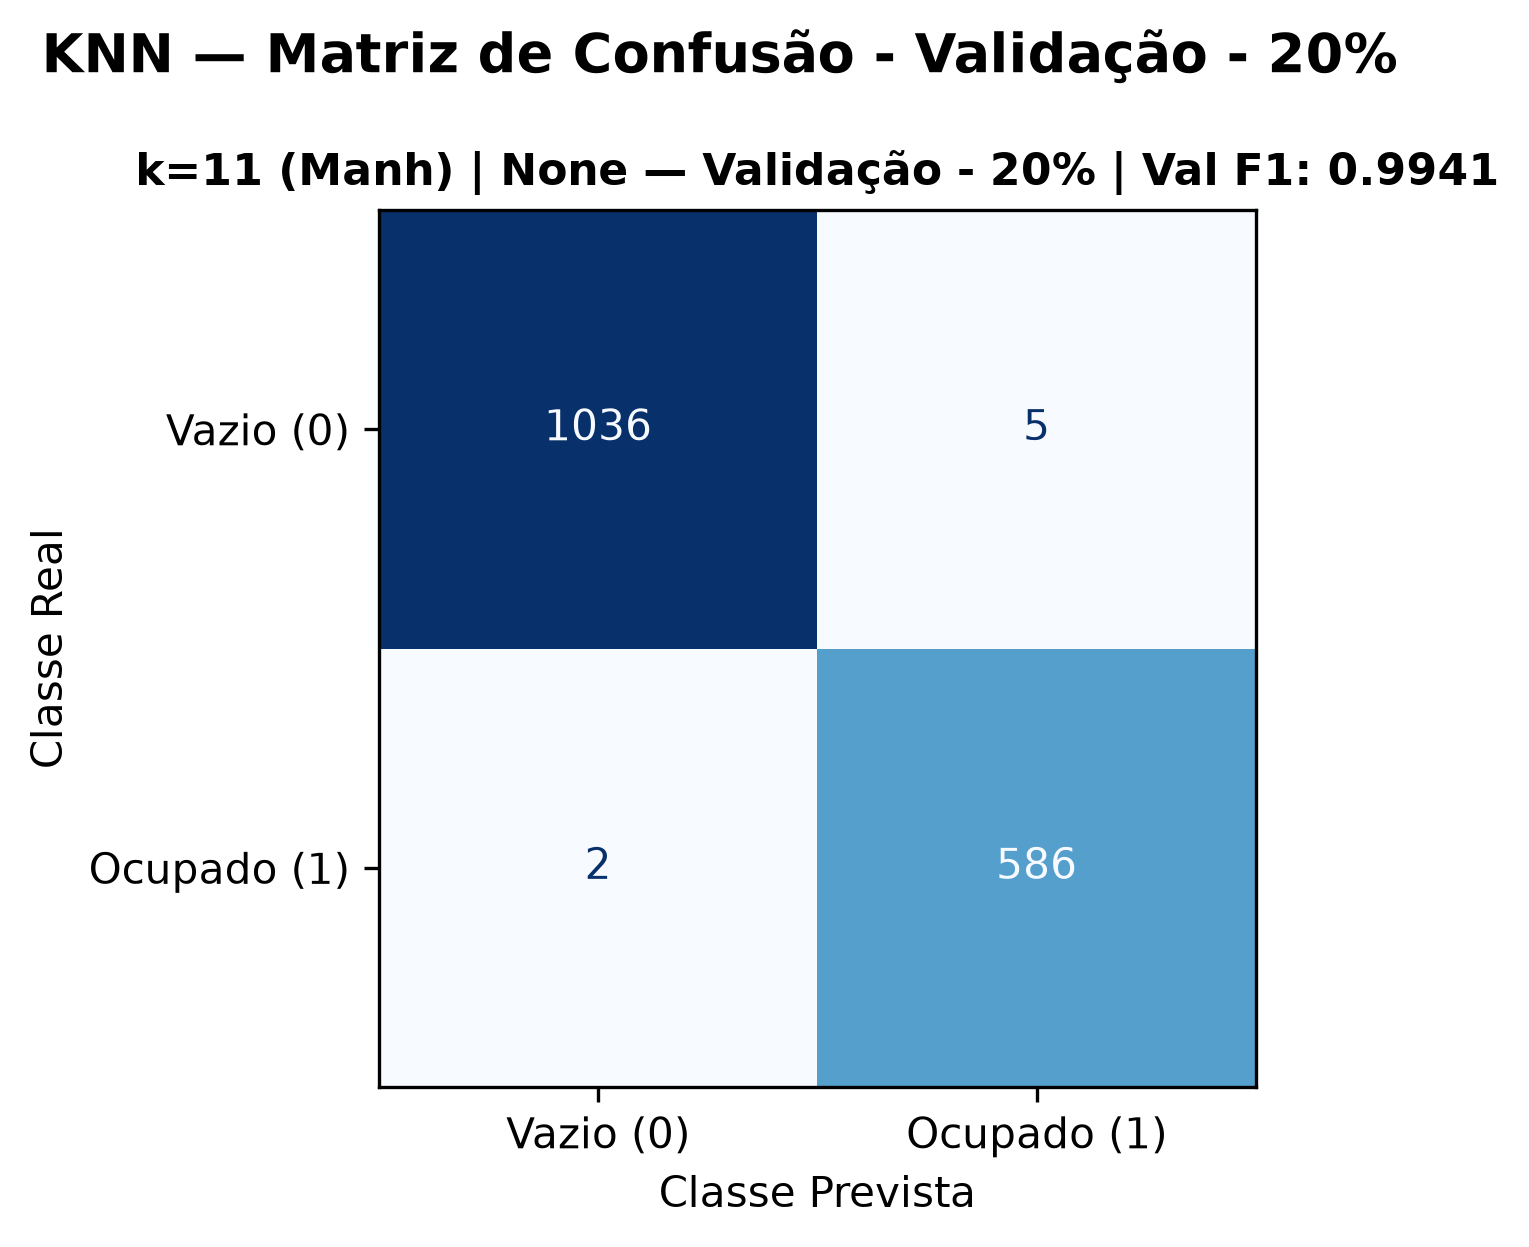 KNN — Matriz de Confusão - Validação - 20%
k=11 (Manh) | None — Validação - 20% | Val F1: 0.9941
Vazio (0)
1036
5
Classe Real
Ocupado (1)
2
586
Vazio (0)
Ocupado (1)
Classe Prevista